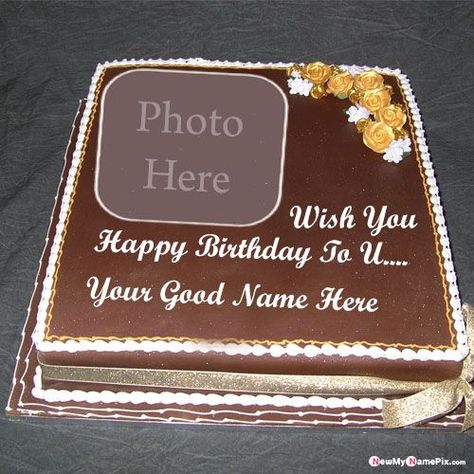 Photo
Here
Wish You
Happy Birthday To U....
Your Good Name Here
NewMyNamePix.com